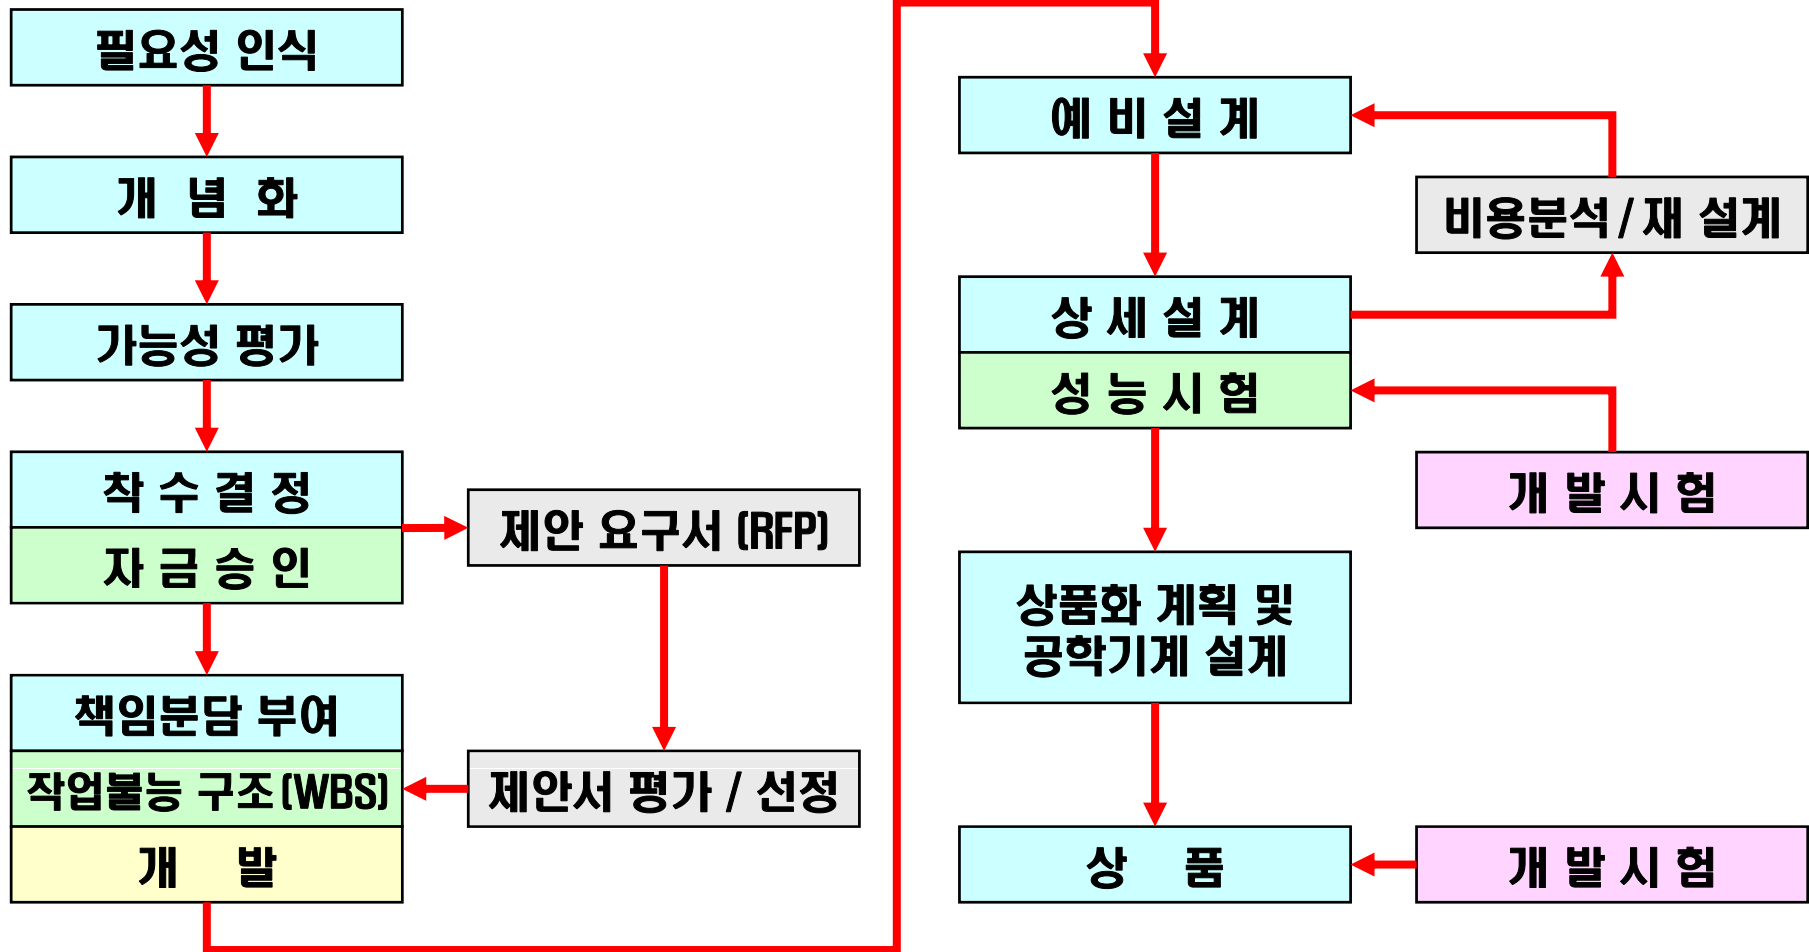 필요성 인식
개 념 화
가능성 평가
착 수 결 정
자 금 승 인
제안 요구서 (RFP)
책임분담 부여
작업불능 구조(WBS)
개 발
제안서 평가 / 선정
예 비 설 계
비용분석 / 재 설계
상 세 설 계
성 능 시 험
개 발 시 험
상품화 계획 및
공학기계 설계
상 품
개 발 시 험